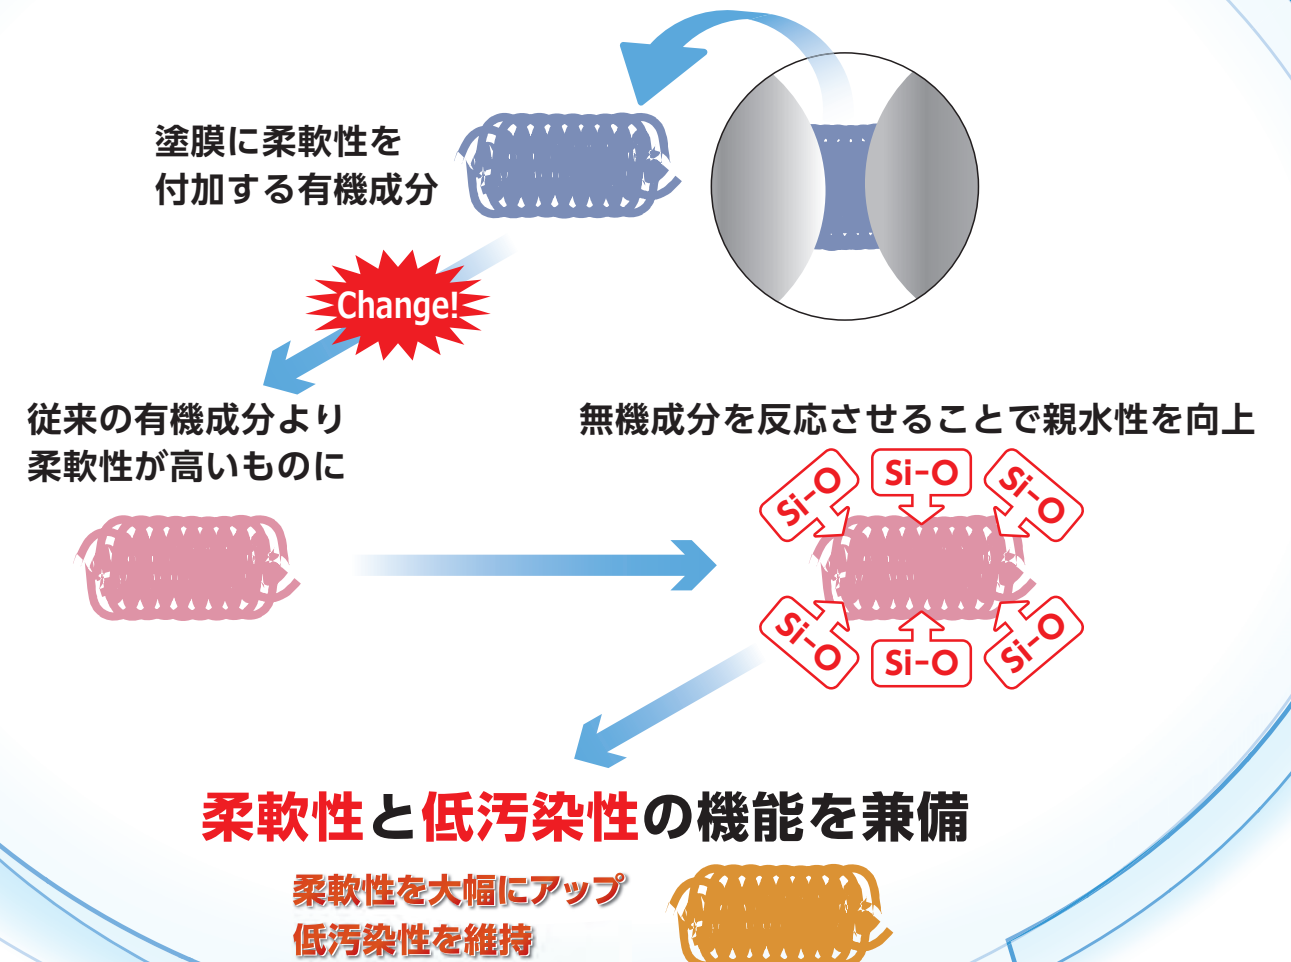 塗膜に柔軟性を
付加する有機成分
Change!
従来の有機成分より
柔軟性が高いものに
無機成分を反応させることで親水性を向上
Si-O
Si-O
Si-O
Si-O
Si-O
Si-O
柔軟性と低汚染性の機能を兼備
柔軟性を大幅にアップ
低汚染性を維持